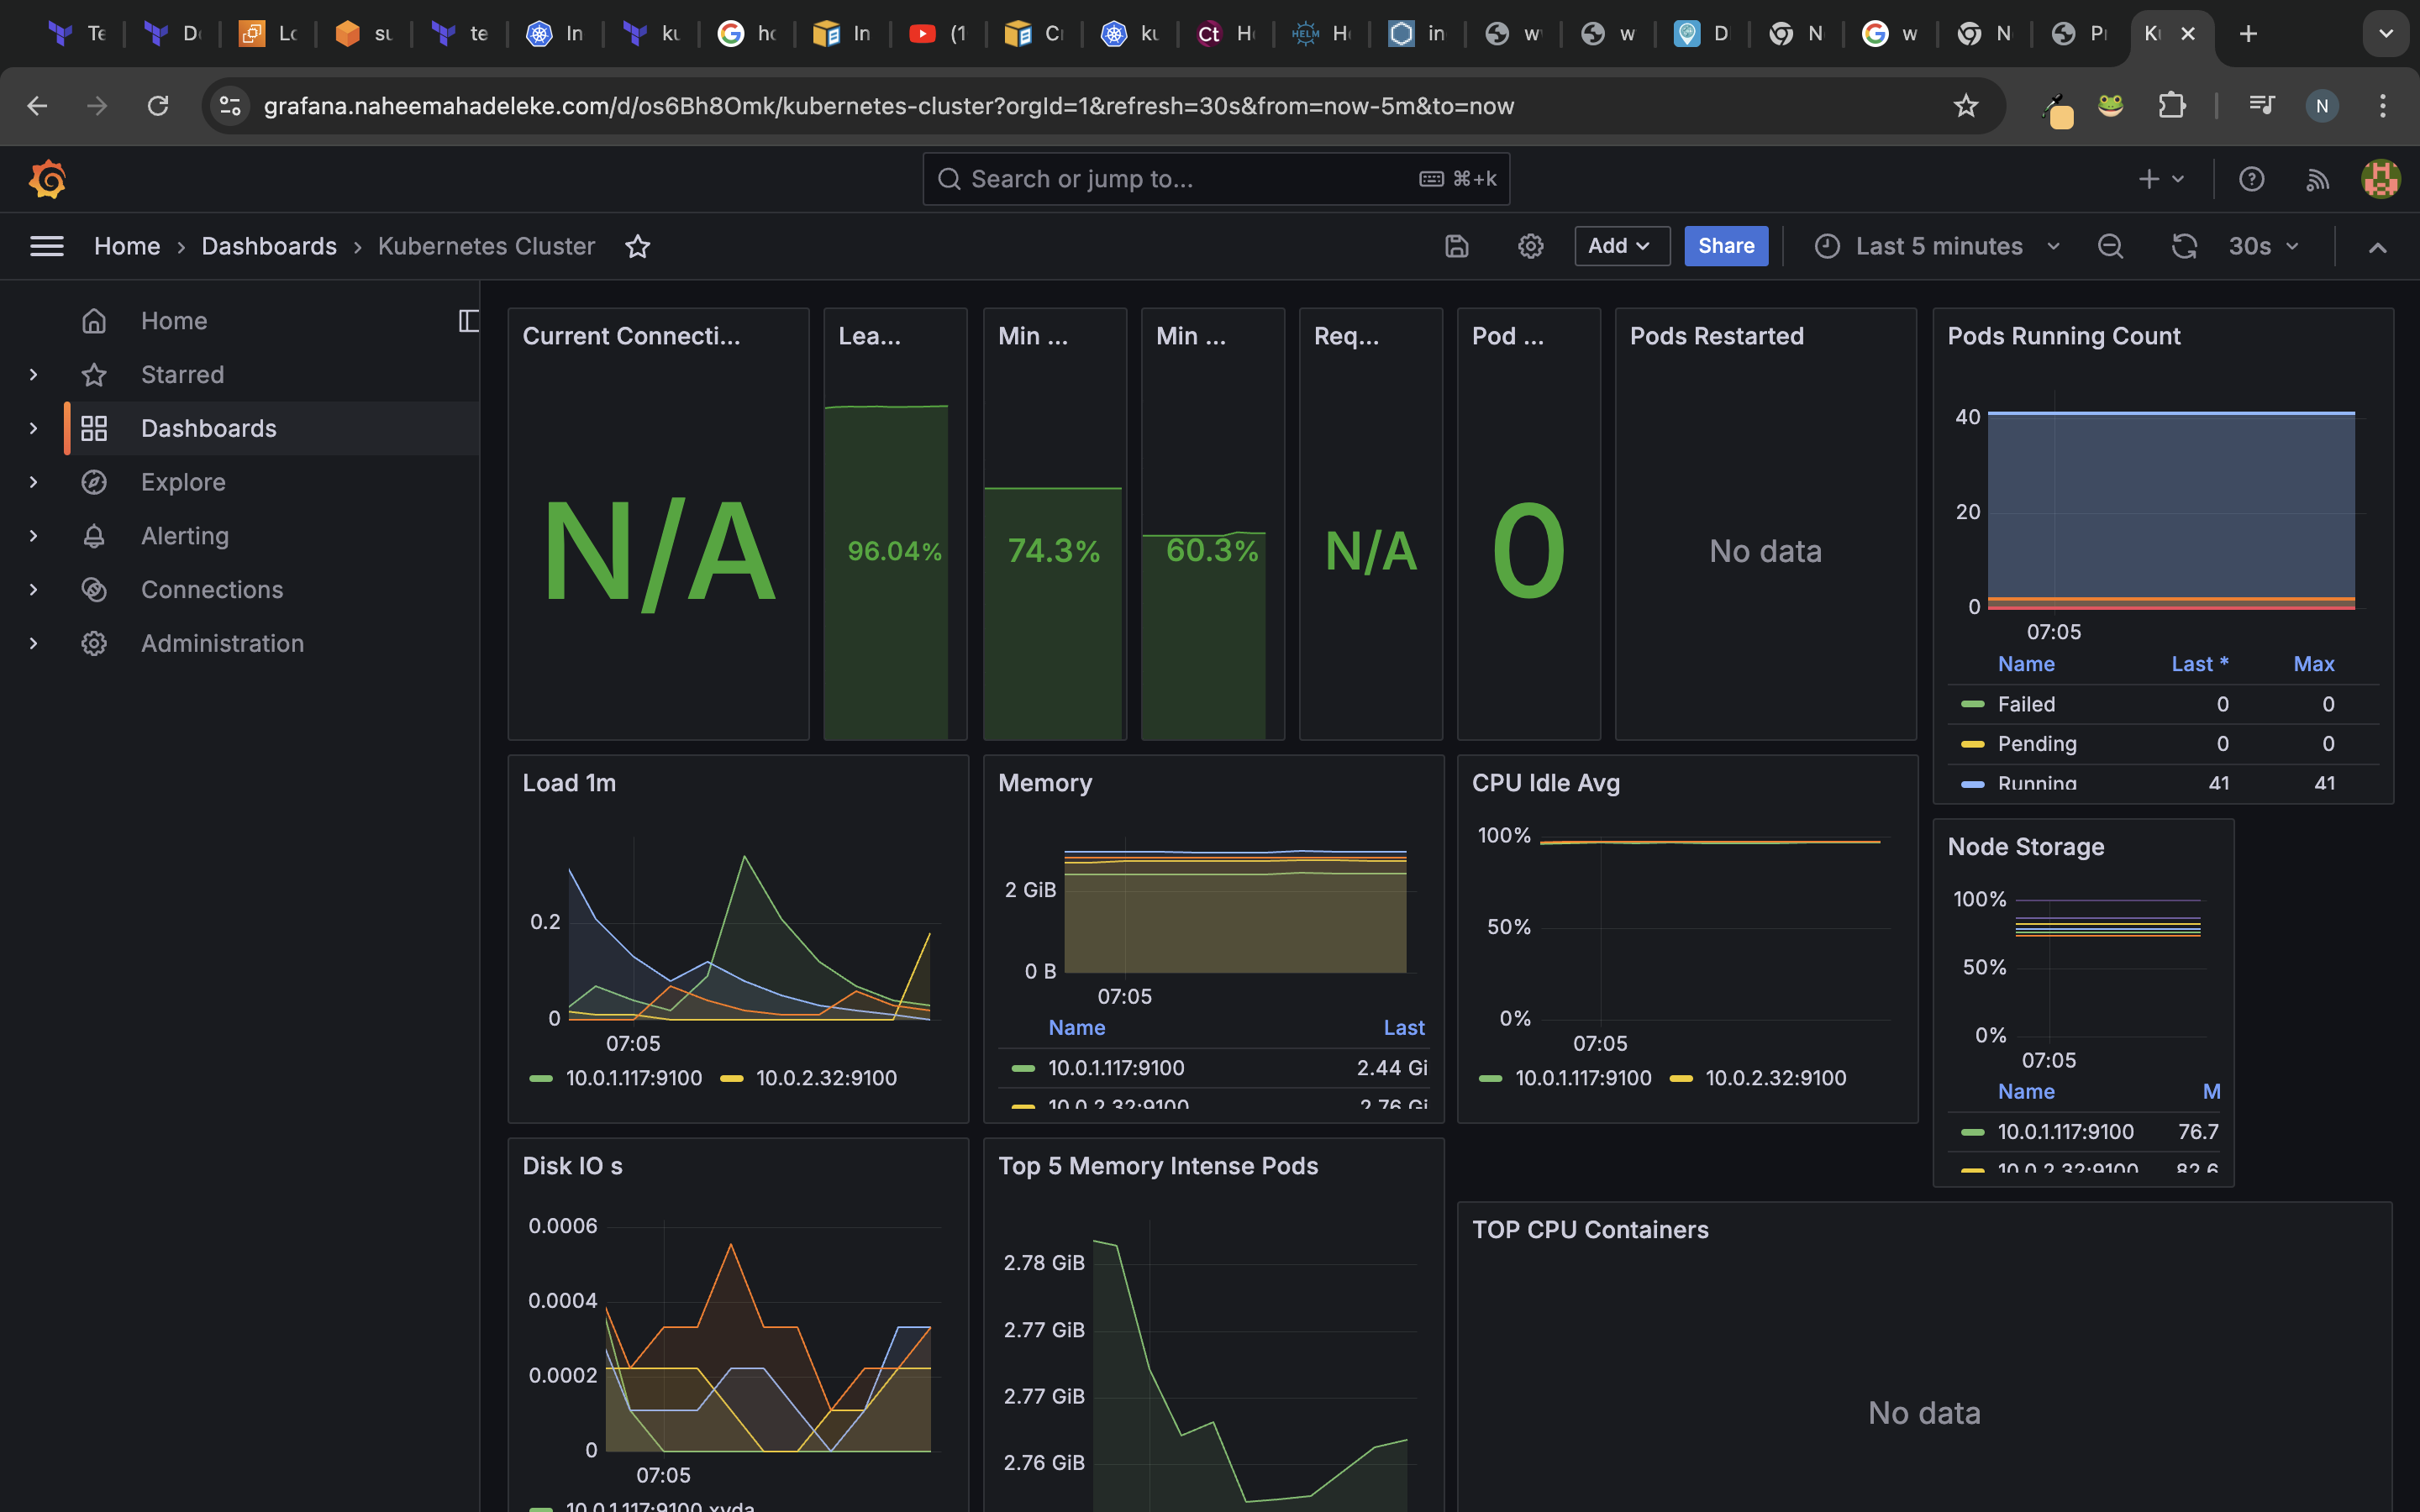 Te
D
Lo
su
te
In
ku
ho
In
(1
C
ku
Ct
H
HELM
H
in
w
w
D
N
w
N
Pr
K
grafana.naheemahadeleke.com/d/os6Bh8Omk/kubernetes-cluster?orgId=1&refresh=30s&from=now-5m&to=now
N
Search or jump to...
⌘+k
Home
Dashboards
Kubernetes Cluster
Add
Share
Last 5 minutes
30s
Home
Starred
Dashboards
Explore
Alerting
Connections
Administration
Current Connecti...
N/A
Lea...
96.04%
Min ...
74.3%
Min ...
60.3%
Req...
N/A
Pod ...
0
Pods Restarted
No data
Pods Running Count
40
20
0
07:05
Name Last * Max
Failed 0 0
Pending 0 0
Running 41 41
Load 1m
0.2
0
07:05
10.0.1.117:9100 10.0.2.32:9100
Memory
2 GiB
0 B
07:05
Name Last
10.0.1.117:9100 2.44 Gi
10.0.2.32:9100 2.76 Gi
CPU Idle Avg
100%
50%
0%
07:05
10.0.1.117:9100 10.0.2.32:9100
Node Storage
100%
50%
0%
07:05
Name M
10.0.1.117:9100 76.7
10.0.2.32:9100 82.6
Disk IO s
0.0006
0.0004
0.0002
0
07:05
10.0.1.117:9100 xvda
Top 5 Memory Intense Pods
2.78 GiB
2.77 GiB
2.77 GiB
2.76 GiB
TOP CPU Containers
No data